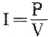 I = P/V